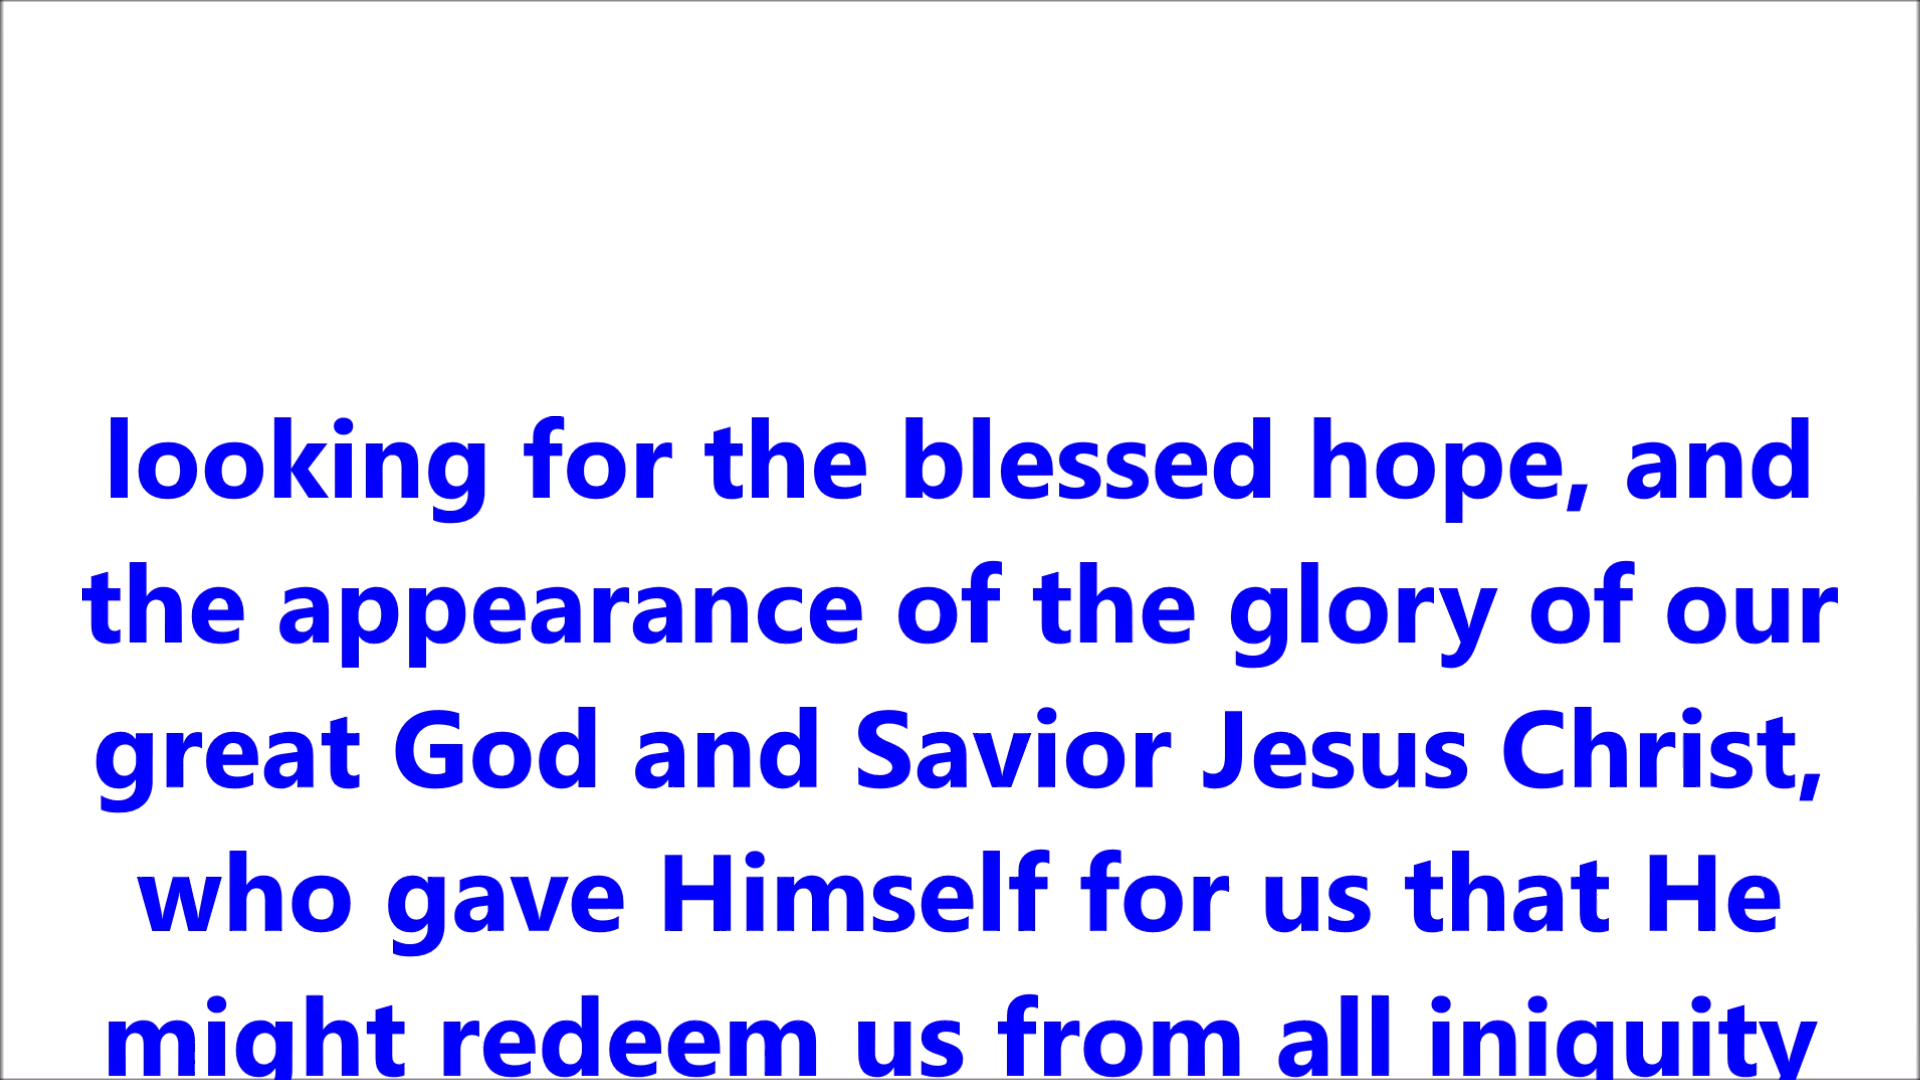 looking for the blessed hope, and
the appearance of the glory of our
great God and Savior Jesus Christ,
who gave Himself for us that He
might redeem us from all iniquity